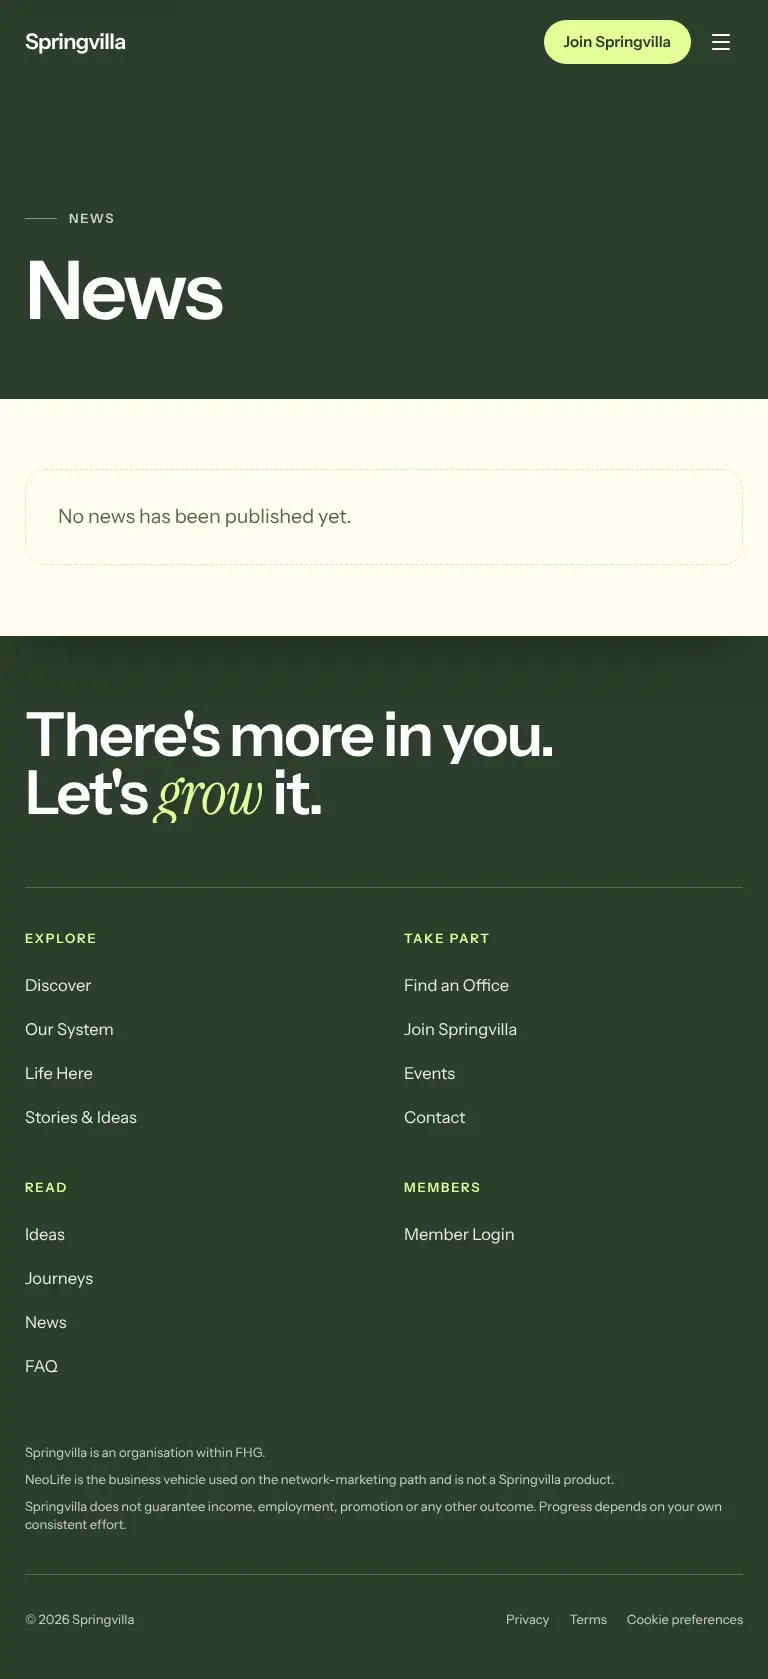 Springvilla
Join Springvilla
NEWS
News
No news has been published yet.
There's more in you.
Let's grow it.
EXPLORE
Discover
Our System
Life Here
Stories & Ideas
TAKE PART
Find an Office
Join Springvilla
Events
Contact
READ
Ideas
Journeys
News
FAQ
MEMBERS
Member Login
Springvilla is an organisation within FHG.
NeoLife is the business vehicle used on the network-marketing path and is not a Springvilla product.
Springvilla does not guarantee income, employment, promotion or any other outcome. Progress depends on your own
consistent effort.
© 2026 Springvilla
Privacy Terms Cookie preferences